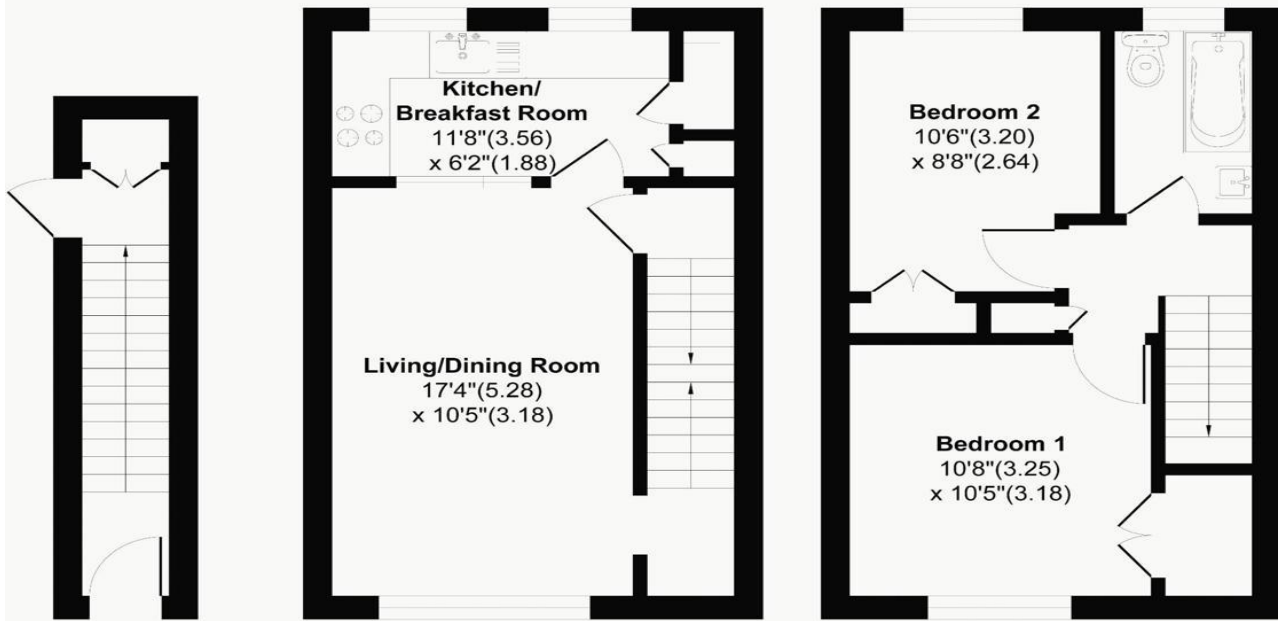 Kitchen/
Breakfast Room
11'8"(3.56)
x 6'2"(1.88)
Living/Dining Room
17'4"(5.28)
x 10'5"(3.18)
Bedroom 2
10'6"(3.20)
x 8'8"(2.64)
Bedroom 1
10'8"(3.25)
x 10'5"(3.18)